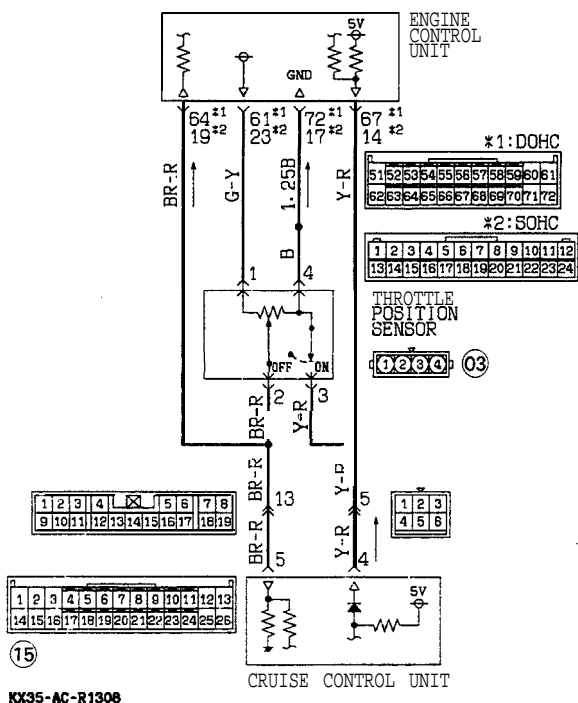 5V
ENGINE
CONTROL
UNIT
GND
64 *1 61 *1 72 *1 67 *1
19 *2 23 *2 17 *2 14 *2
*1:DOHC
51 52 53 54 55 56 57 58 59 60 61
62 63 64 65 66 67 68 69 70 71 72
BR-R
G-Y
1.25B
Y-R
*2:SOHC
1 2 3 4 5 6 7 8 9 10 11 12
13 14 15 16 17 18 19 20 21 22 23 24
B
1 4
THROTTLE
POSITION
SENSOR
1 2 3 4 03
OFF ON
2 3
BR-R
Y-R
BR-R
Y-R
1 2 3 4 5 6 7 8
9 10 11 12 13 14 15 16 17 18 19
13 5
1 2 3
4 5 6
BR-R
Y-R
5 4
1 2 3 4 5 6 7 8 9 10 11 12 13
14 15 16 17 18 19 20 21 22 23 24 25 26
5V
15
CRUISE CONTROL UNIT
KX35-AC-R1308